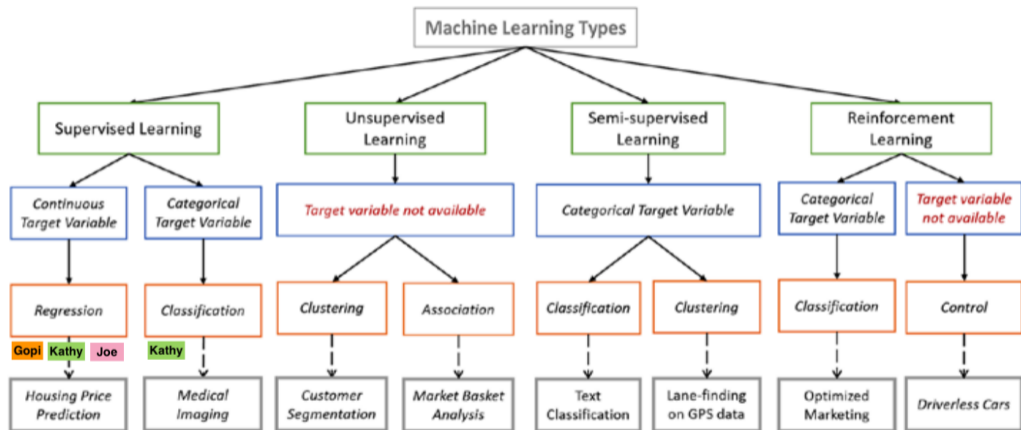 Machine Learning Types
Supervised Learning
Unsupervised
Learning
Semi-supervised
Learning
Reinforcement
Learning
Continuous
Target Variable
Categorical
Target Variable
Target variable not available
Categorical Target Variable
Categorical
Target Variable
Target variable
not available
Regression
Classification
Clustering
Association
Classification
Clustering
Classification
Control
Gopi
Kathy
Joe
Kathy
Housing Price
Prediction
Medical
Imaging
Customer
Segmentation
Market Basket
Analysis
Text
Classification
Lane-finding
on GPS data
Optimized
Marketing
Driverless Cars